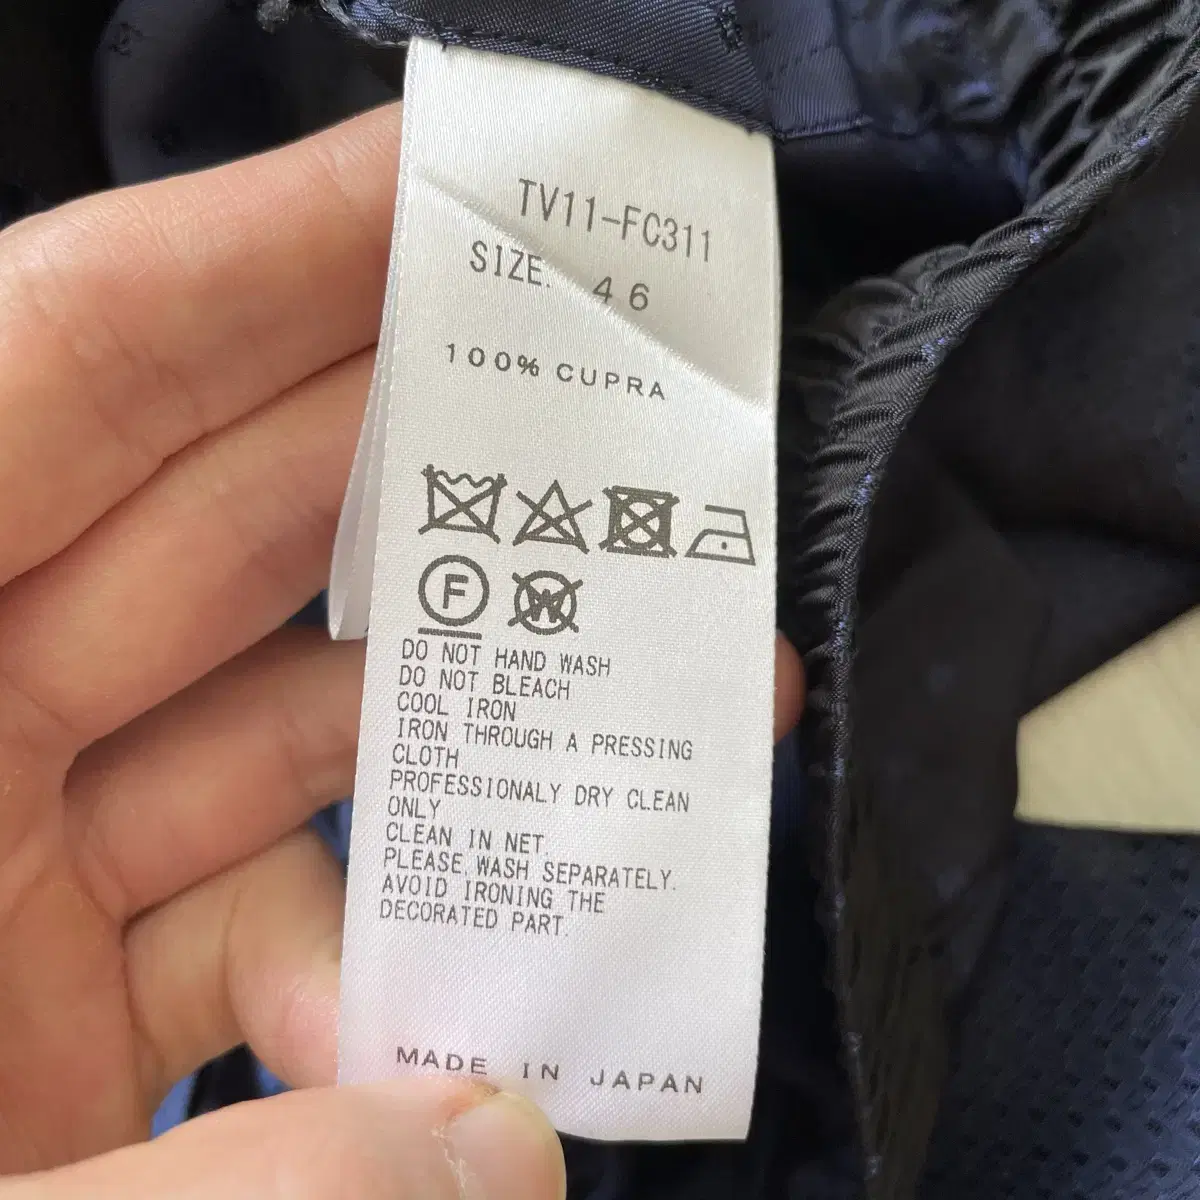 TV11-FC311
SIZE. 46
100% CUPRA
F W
DO NOT HAND WASH
DO NOT BLEACH
COOL IRON
IRON THROUGH A PRESSING
CLOTH
PROFESSIONALY DRY CLEAN
ONLY
CLEAN IN NET.
PLEASE WASH SEPARATELY.
AVOID IRONING THE
DECORATED PART.
MADE IN JAPAN